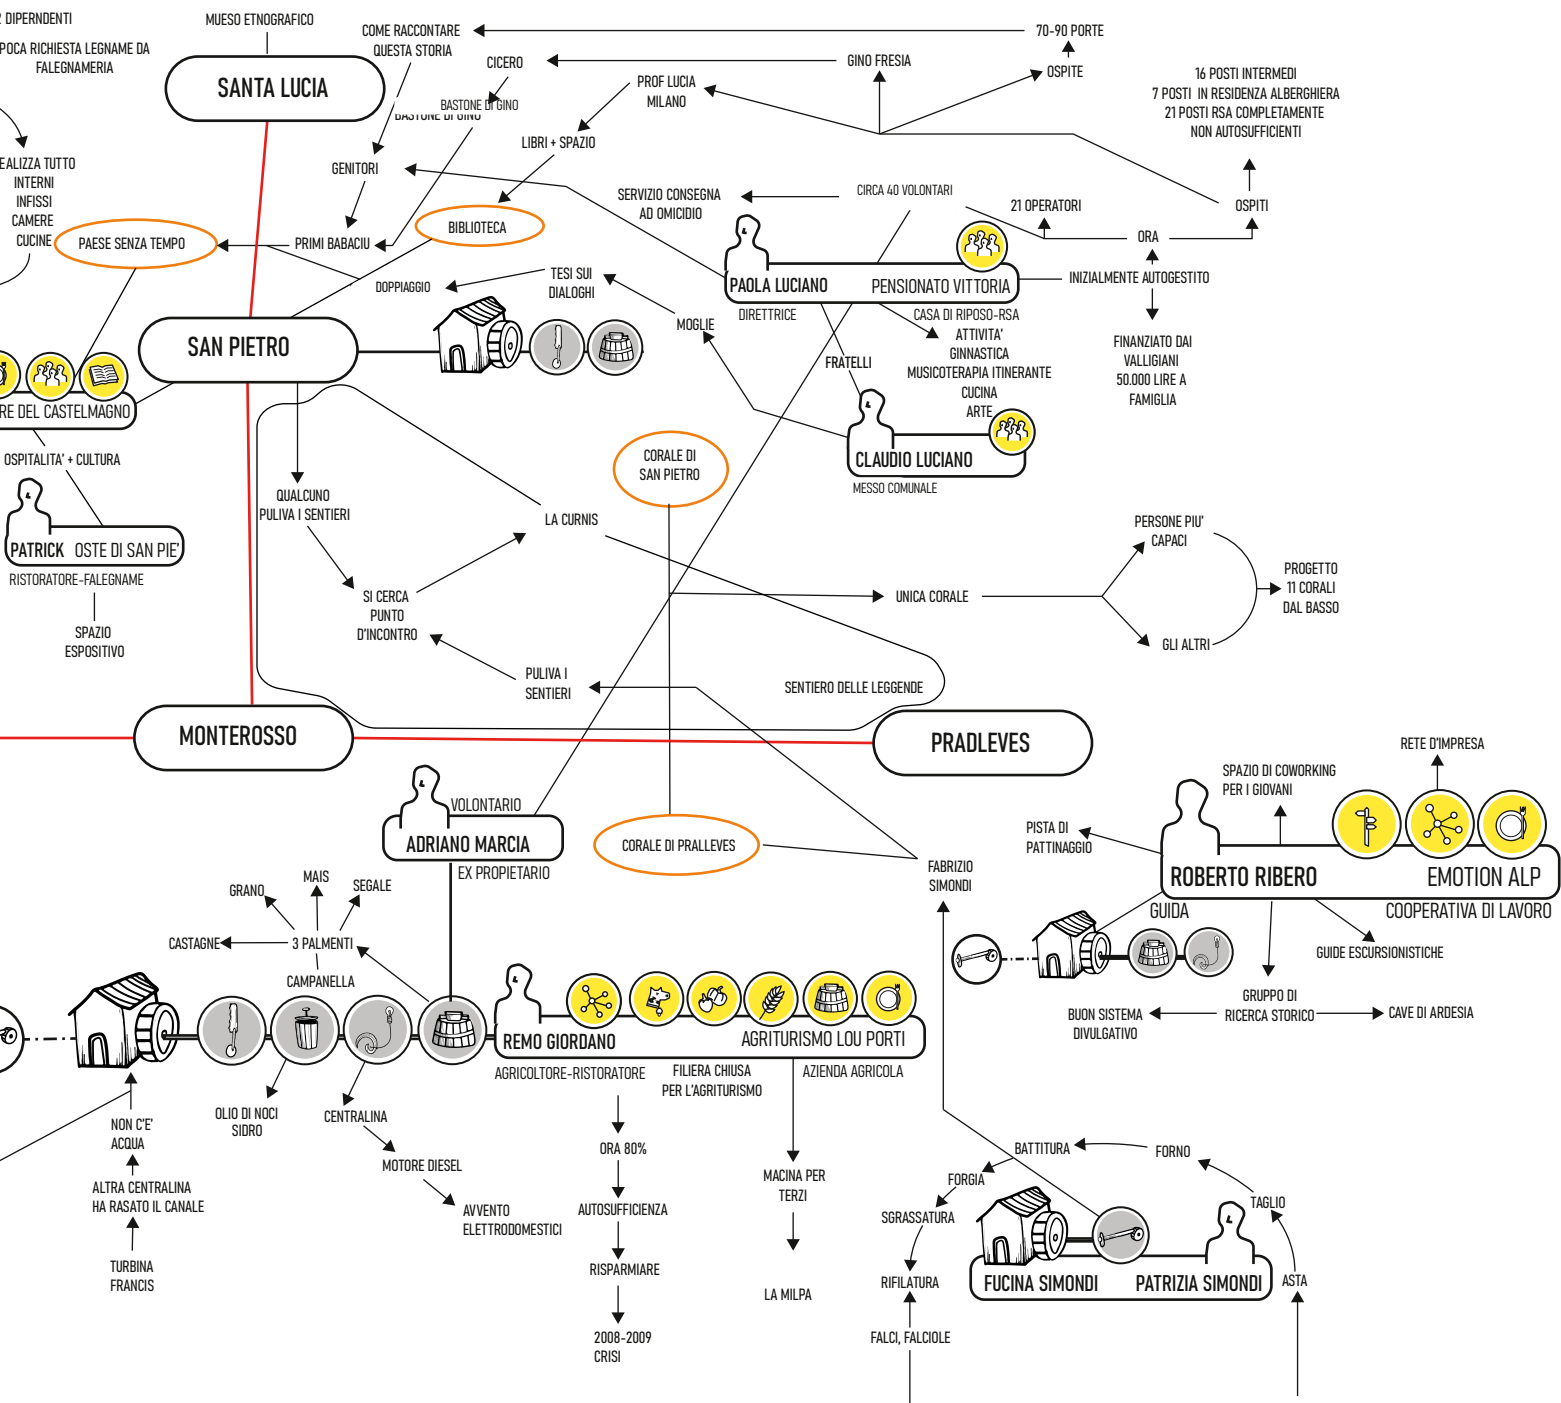 2 DIPERNDENTI
POCA RICHIESTA LEGNAME DA
FALEGNAMERIA
EALIZZA TUTTO
INTERNI
INFISSI
CAMERE
CUCINE
MUESO ETNOGRAFICO
SANTA LUCIA
COME RACCONTARE
QUESTA STORIA
CICERO
BASTONE DI GINO
BASTONE DI GINO
GENITORI
PRIMI BABACIU
PAESE SENZA TEMPO
PROF LUCIA
MILANO
LIBRI + SPAZIO
BIBLIOTECA
GINO FRESIA
70-90 PORTE
OSPITE
16 POSTI INTERMEDI
7 POSTI IN RESIDENZA ALBERGHIERA
21 POSTI RSA COMPLETAMENTE
NON AUTOSUFFICIENTI
SERVIZIO CONSEGNA
AD OMICIDIO
CIRCA 40 VOLONTARI
21 OPERATORI
OSPITI
ORA
INIZIALMENTE AUTOGESTITO
FINANZIATO DAI
VALLIGIANI
50.000 LIRE A
FAMIGLIA
PAOLA LUCIANO
PENSIONATO VITTORIA
DIRETTRICE
CASA DI RIPOSO-RSA
ATTIVITA'
GINNASTICA
MUSICOTERAPIA ITINERANTE
CUCINA
ARTE
DOPPIAGGIO
TESI SUI
DIALOGHI
MOGLIE
FRATELLI
CLAUDIO LUCIANO
MESSO COMUNALE
SAN PIETRO
RE DEL CASTELMAGNO
OSPITALITA' + CULTURA
PATRICK
OSTE DI SAN PIE'
RISTORATORE-FALEGNAME
SPAZIO
ESPOSITIVO
QUALCUNO
PULIVA I SENTIERI
SI CERCA
PUNTO
D'INCONTRO
LA CURNIS
PULIVA I
SENTIERI
CORALE DI
SAN PIETRO
UNICA CORALE
PERSONE PIU'
CAPACI
GLI ALTRI
PROGETTO
11 CORALI
DAL BASSO
SENTIERO DELLE LEGGENDE
MONTEROSSO
PRADLEVES
VOLONTARIO
ADRIANO MARCIA
EX PROPIETARIO
CORALE DI PRALLEVES
FABRIZIO
SIMONDI
RETE D'IMPRESA
SPAZIO DI COWORKING
PER I GIOVANI
PISTA DI
PATTINAGGIO
ROBERTO RIBERO
EMOTION ALP
GUIDA
COOPERATIVA DI LAVORO
GUIDE ESCURSIONISTICHE
GRUPPO DI
RICERCA STORICO
BUON SISTEMA
DIVULGATIVO
CAVE DI ARDESIA
GRANO
MAIS
SEGALE
CASTAGNE
3 PALMENTI
CAMPANELLA
REMO GIORDANO
AGRITURISMO LOU PORTI
AGRICOLTORE-RISTORATORE
FILIERA CHIUSA
PER L'AGRITURISMO
AZIENDA AGRICOLA
NON C'E'
ACQUA
ALTRA CENTRALINA
HA RASATO IL CANALE
TURBINA
FRANCIS
OLIO DI NOCI
SIDRO
CENTRALINA
MOTORE DIESEL
AVVENTO
ELETTRODOMESTICI
ORA 80%
AUTOSUFFICIENZA
RISPARMIARE
2008-2009
CRISI
MACINA PER
TERZI
LA MILPA
BATTITURA
FORNO
FORGIA
TAGLIO
SGRASSATURA
RIFILATURA
FALCI, FALCIOLE
ASTA
FUCINA SIMONDI
PATRIZIA SIMONDI